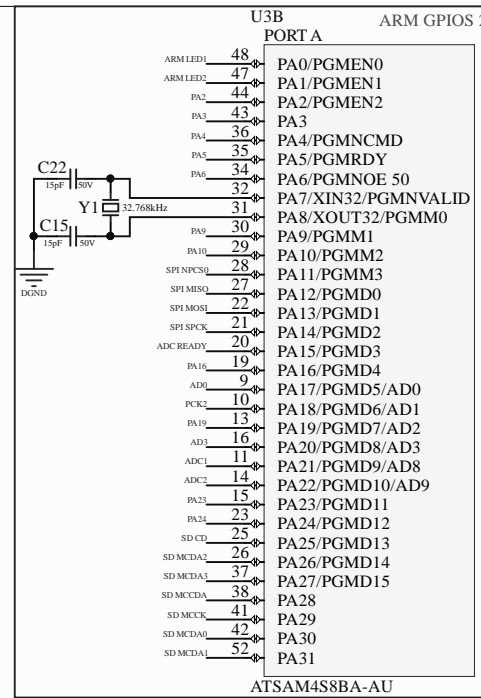 U3B
ARM GPIOS 2
PORT A
ARM LED1 48 PA0/PGMEN0
ARM LED2 47 PA1/PGMEN1
PA2 44 PA2/PGMEN2
PA3 43 PA3
PA4 36 PA4/PGMNCMD
PA5 35 PA5/PGMRDY
PA6 34 PA6/PGMNOE 50
32 PA7/XIN32/PGMNVALID
31 PA8/XOUT32/PGMM0
PA9 30 PA9/PGMM1
PA10 29 PA10/PGMM2
SPI NPCS0 28 PA11/PGMM3
SPI MISO 27 PA12/PGMD0
SPI MOSI 22 PA13/PGMD1
SPI SPCK 21 PA14/PGMD2
ADC READY 20 PA15/PGMD3
PA16 19 PA16/PGMD4
AD0 9 PA17/PGMD5/AD0
PCK2 10 PA18/PGMD6/AD1
PA19 13 PA19/PGMD7/AD2
AD3 16 PA20/PGMD8/AD3
ADC1 11 PA21/PGMD9/AD8
ADC2 14 PA22/PGMD10/AD9
PA23 15 PA23/PGMD11
PA24 23 PA24/PGMD12
SD CD 25 PA25/PGMD13
SD MCDA2 26 PA26/PGMD14
SD MCDA3 37 PA27/PGMD15
SD MCCDA 38 PA28
SD MCCK 41 PA29
SD MCDA0 42 PA30
SD MCDA1 52 PA31
ATSAM4S8BA-AU
C22
15pF 50V
Y1 32.768kHz
C15
15pF 50V
DGND